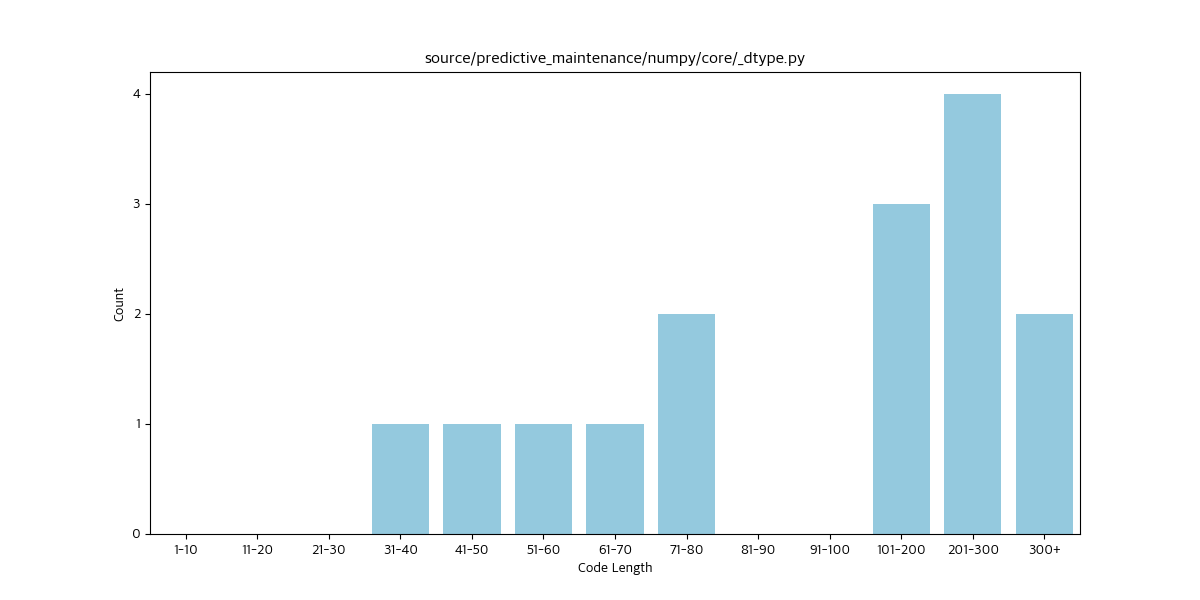 source/predictive_maintenance/numpy/core/_dtype.py
4
3
2
1
0
Count
1-10 11-20 21-30 31-40 41-50 51-60 61-70 71-80 81-90 91-100 101-200 201-300 300+
Code Length